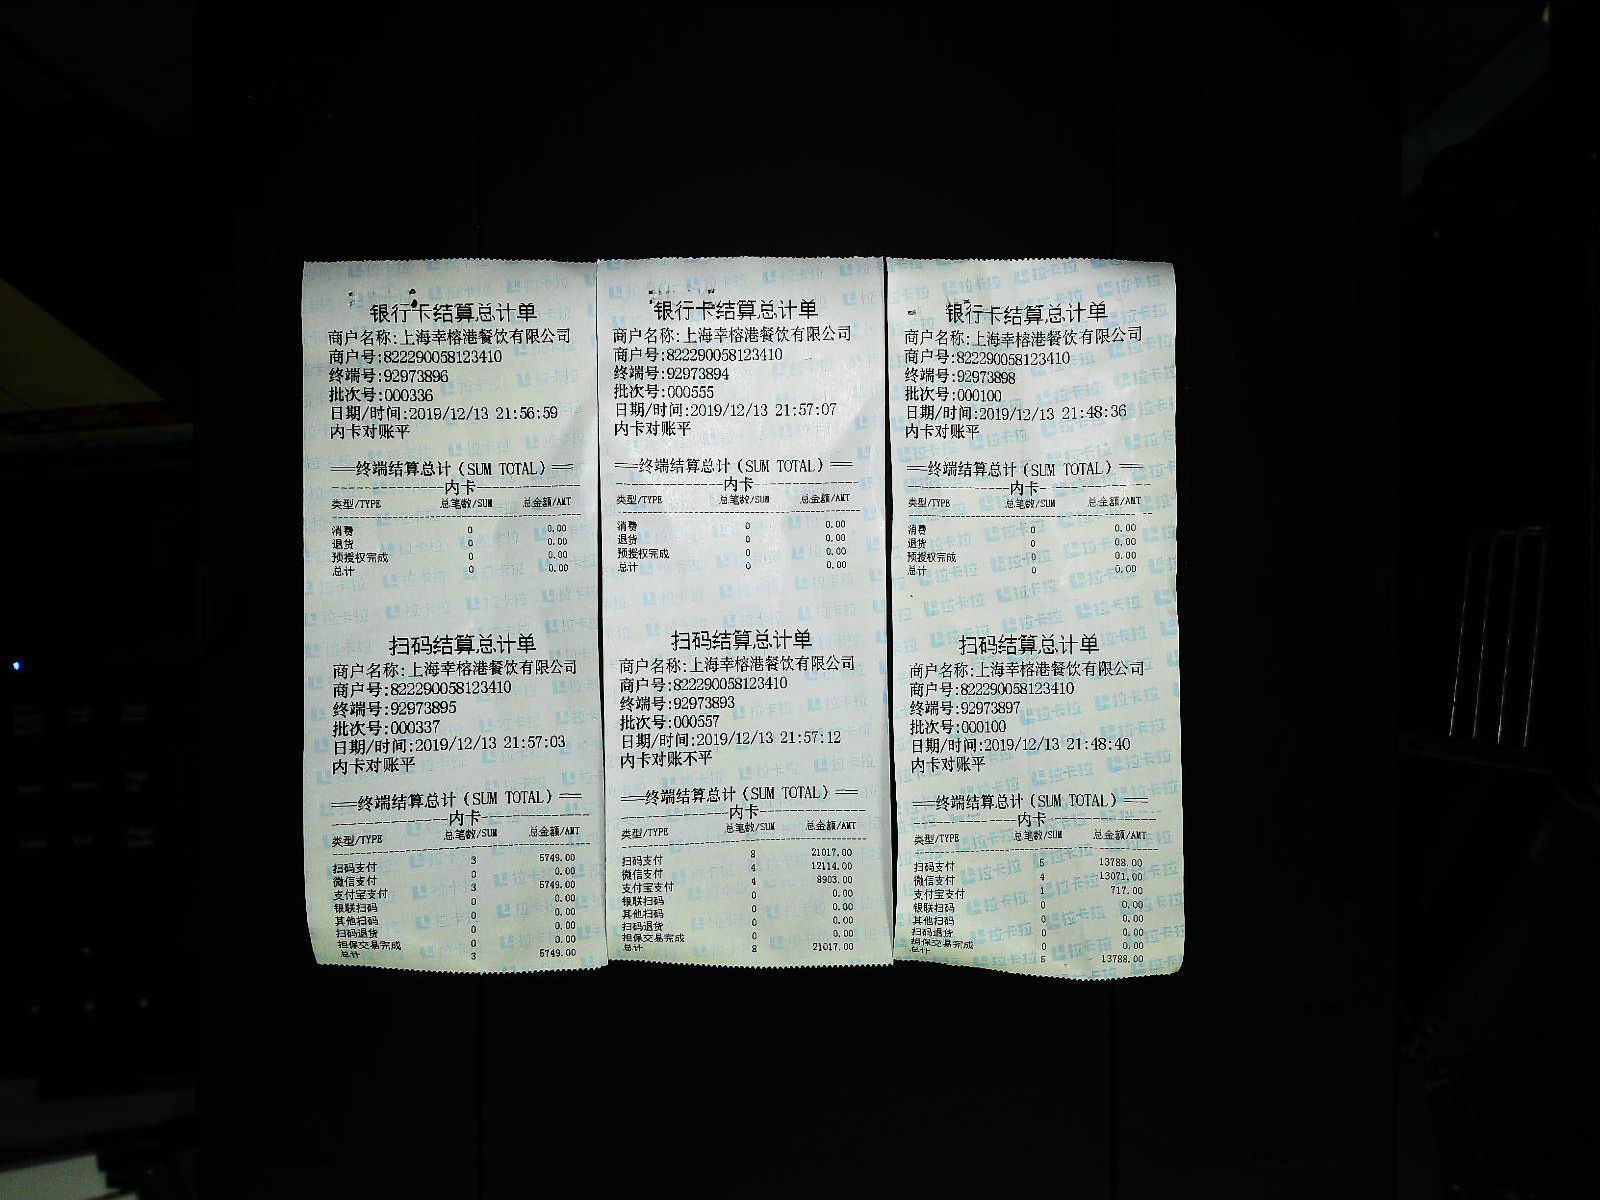 银行卡结算总计单
商户名称:上海幸榕港餐饮有限公司
商户号:822290058123410
终端号:92973896
批次号:000336
日期/时间:2019/12/13 21:56:59
内卡对账平
══终端结算总计(SUM TOTAL)══
内卡
类型/TYPE 总笔数/SUM 总金额/AMT
消费 0 0.00
退货 0 0.00
预授权完成 0 0.00
总计 0 0.00
扫码结算总计单
商户名称:上海幸榕港餐饮有限公司
商户号:822290058123410
终端号:92973895
批次号:000337
日期/时间:2019/12/13 21:57:03
内卡对账平
══终端结算总计(SUM TOTAL)══
内卡
类型/TYPE 总笔数/SUM 总金额/AMT
扫码支付 3 5749.00
微信支付 0 0.00
支付宝支付 3 5749.00
银联扫码 0 0.00
其他扫码 0 0.00
扫码退货 0 0.00
担保交易完成 0 0.00
总计 3 5749.00
银行卡结算总计单
商户名称:上海幸榕港餐饮有限公司
商户号:822290058123410
终端号:92973894
批次号:000555
日期/时间:2019/12/13 21:57:07
内卡对账平
══终端结算总计(SUM TOTAL)══
内卡
类型/TYPE 总笔数/SUM 总金额/AMT
消费 0 0.00
退货 0 0.00
预授权完成 0 0.00
总计 0 0.00
扫码结算总计单
商户名称:上海幸榕港餐饮有限公司
商户号:822290058123410
终端号:92973893
批次号:000557
日期/时间:2019/12/13 21:57:12
内卡对账不平
══终端结算总计(SUM TOTAL)══
内卡
类型/TYPE 总笔数/SUM 总金额/AMT
扫码支付 8 21017.00
微信支付 4 12114.00
支付宝支付 4 8903.00
银联扫码 0 0.00
其他扫码 0 0.00
扫码退货 0 0.00
担保交易完成 0 0.00
总计 8 21017.00
银行卡结算总计单
商户名称:上海幸榕港餐饮有限公司
商户号:822290058123410
终端号:92973898
批次号:000100
日期/时间:2019/12/13 21:48:36
内卡对账平
══终端结算总计(SUM TOTAL)══
内卡
类型/TYPE 总笔数/SUM 总金额/AMT
消费 0 0.00
退货 0 0.00
预授权完成 0 0.00
总计 0 0.00
扫码结算总计单
商户名称:上海幸榕港餐饮有限公司
商户号:822290058123410
终端号:92973897
批次号:000100
日期/时间:2019/12/13 21:48:40
内卡对账平
══终端结算总计(SUM TOTAL)══
内卡
类型/TYPE 总笔数/SUM 总金额/AMT
扫码支付 5 13788.00
微信支付 4 13071.00
支付宝支付 1 717.00
银联扫码 0 0.00
其他扫码 0 0.00
扫码退货 0 0.00
担保交易完成 0 0.00
总计 5 13788.00
拉卡拉